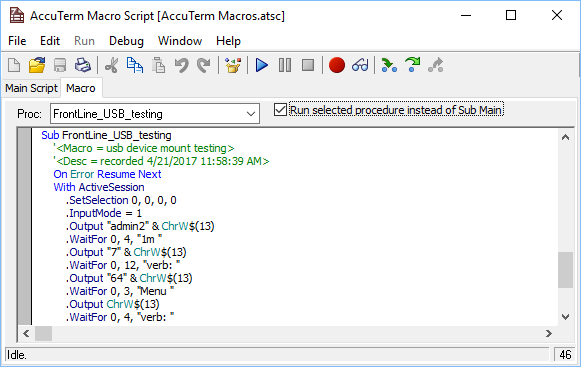 AccuTerm Macro Script [AccuTerm Macros.atsc]
File Edit Run Debug Window Help
Main Script Macro
Proc: FrontLine_USB_testing Run selected procedure instead of Sub Main
Sub FrontLine_USB_testing
'<Macro = usb device mount testing>
'<Desc = recorded 4/21/2017 11:58:39 AM>
On Error Resume Next
With ActiveSession
.SetSelection 0, 0, 0, 0
.InputMode = 1
.Output "admin2" & ChrW$(13)
.WaitFor 0, 4, "1m "
.Output "7" & ChrW$(13)
.WaitFor 0, 12, "verb: "
.Output "64" & ChrW$(13)
.WaitFor 0, 3, "Menu "
.Output ChrW$(13)
.WaitFor 0, 4, "verb: "
Idle. 46